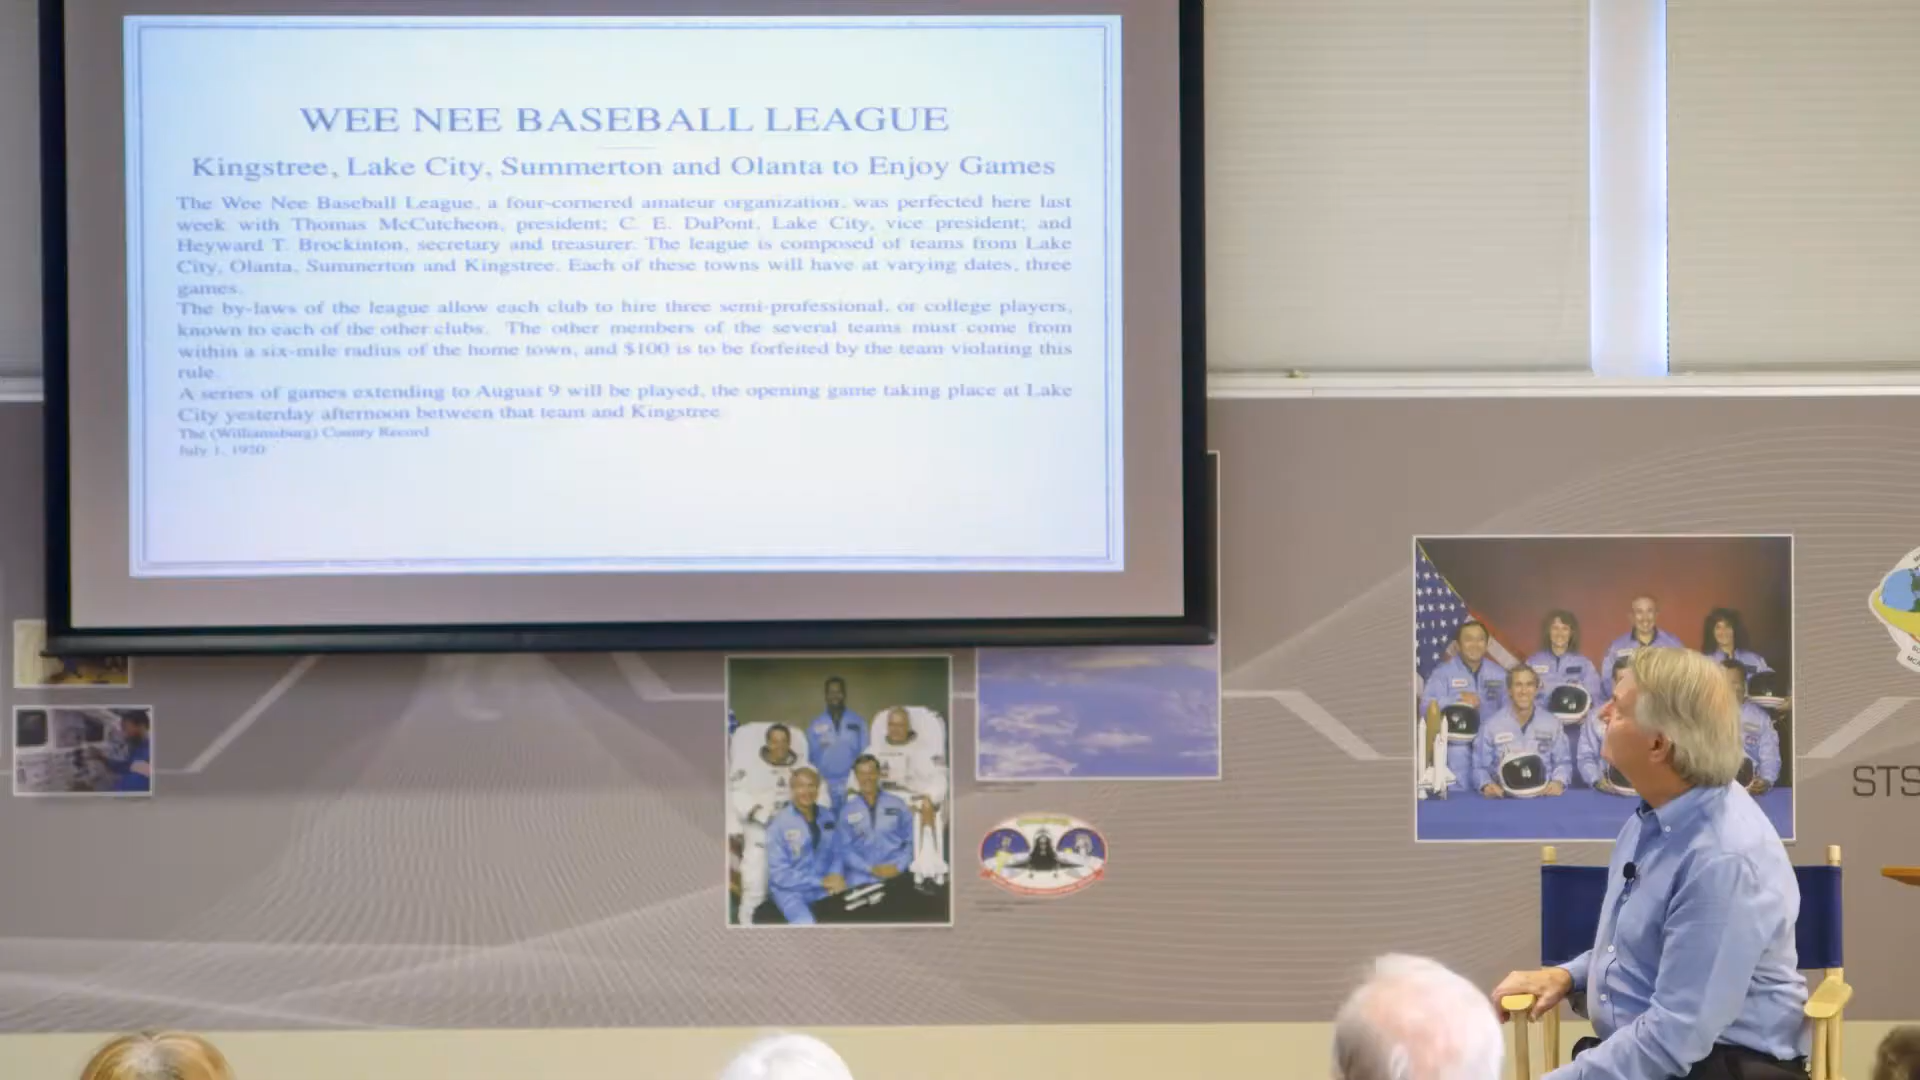 WEE NEE BASEBALL LEAGUE
Kingstree, Lake City, Summerton and Olanta to Enjoy Games
The Wee Nee Baseball League, a four-cornered amateur organization, was perfected here last
week with Thomas McCutcheon, president; C. E. DuPont, Lake City, vice president; and
Heyward T. Brockinton, secretary and treasurer. The league is composed of teams from Lake
City, Olanta, Summerton and Kingstree. Each of these towns will have at varying dates, three
games.
The by-laws of the league allow each club to hire three semi-professional, or college players,
known to each of the other clubs. The other members of the several teams must come from
within a six-mile radius of the home town, and $100 is to be forfeited by the team violating this
rule.
A series of games extending to August 9 will be played, the opening game taking place at Lake
City yesterday afternoon between that team and Kingstree.
The (Williamsburg) County Record
July 1, 1920
STS